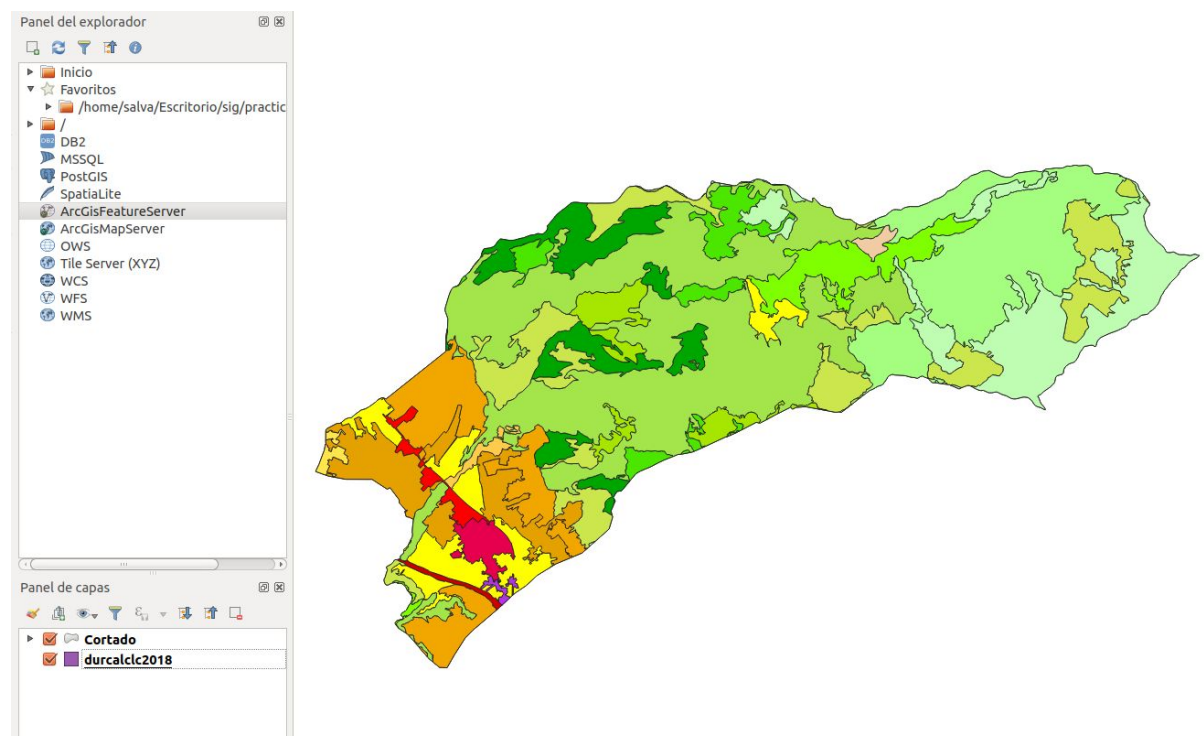 Panel del explorador
Inicio
Favoritos
/home/salva/Escritorio/sig/practic
/
DB2
MSSQL
PostGIS
SpatiaLite
ArcGisFeatureServer
ArcGisMapServer
OWS
Tile Server (XYZ)
WCS
WFS
WMS
Panel de capas
Cortado
durcalclc2018